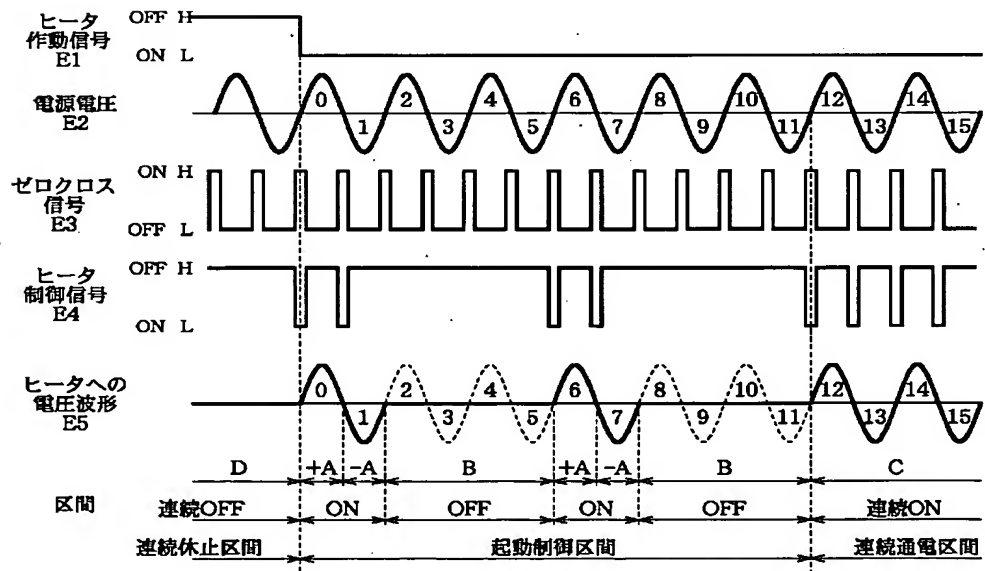 ヒータ
作動信号
E1
OFF H
ON L
電源電圧
E2
0 1 2 3 4 5 6 7 8 9 10 11 12 13 14 15
ゼロクロス
信号
E3
ON H
OFF L
ヒータ
制御信号
E4
OFF H
ON L
ヒータへの
電圧波形
E5
0 1 2 3 4 5 6 7 8 9 10 11 12 13 14 15
区間
D +A -A B +A -A B C
連続OFF ON OFF ON OFF 連続ON
連続休止区間 起動制御区間 連続通電区間